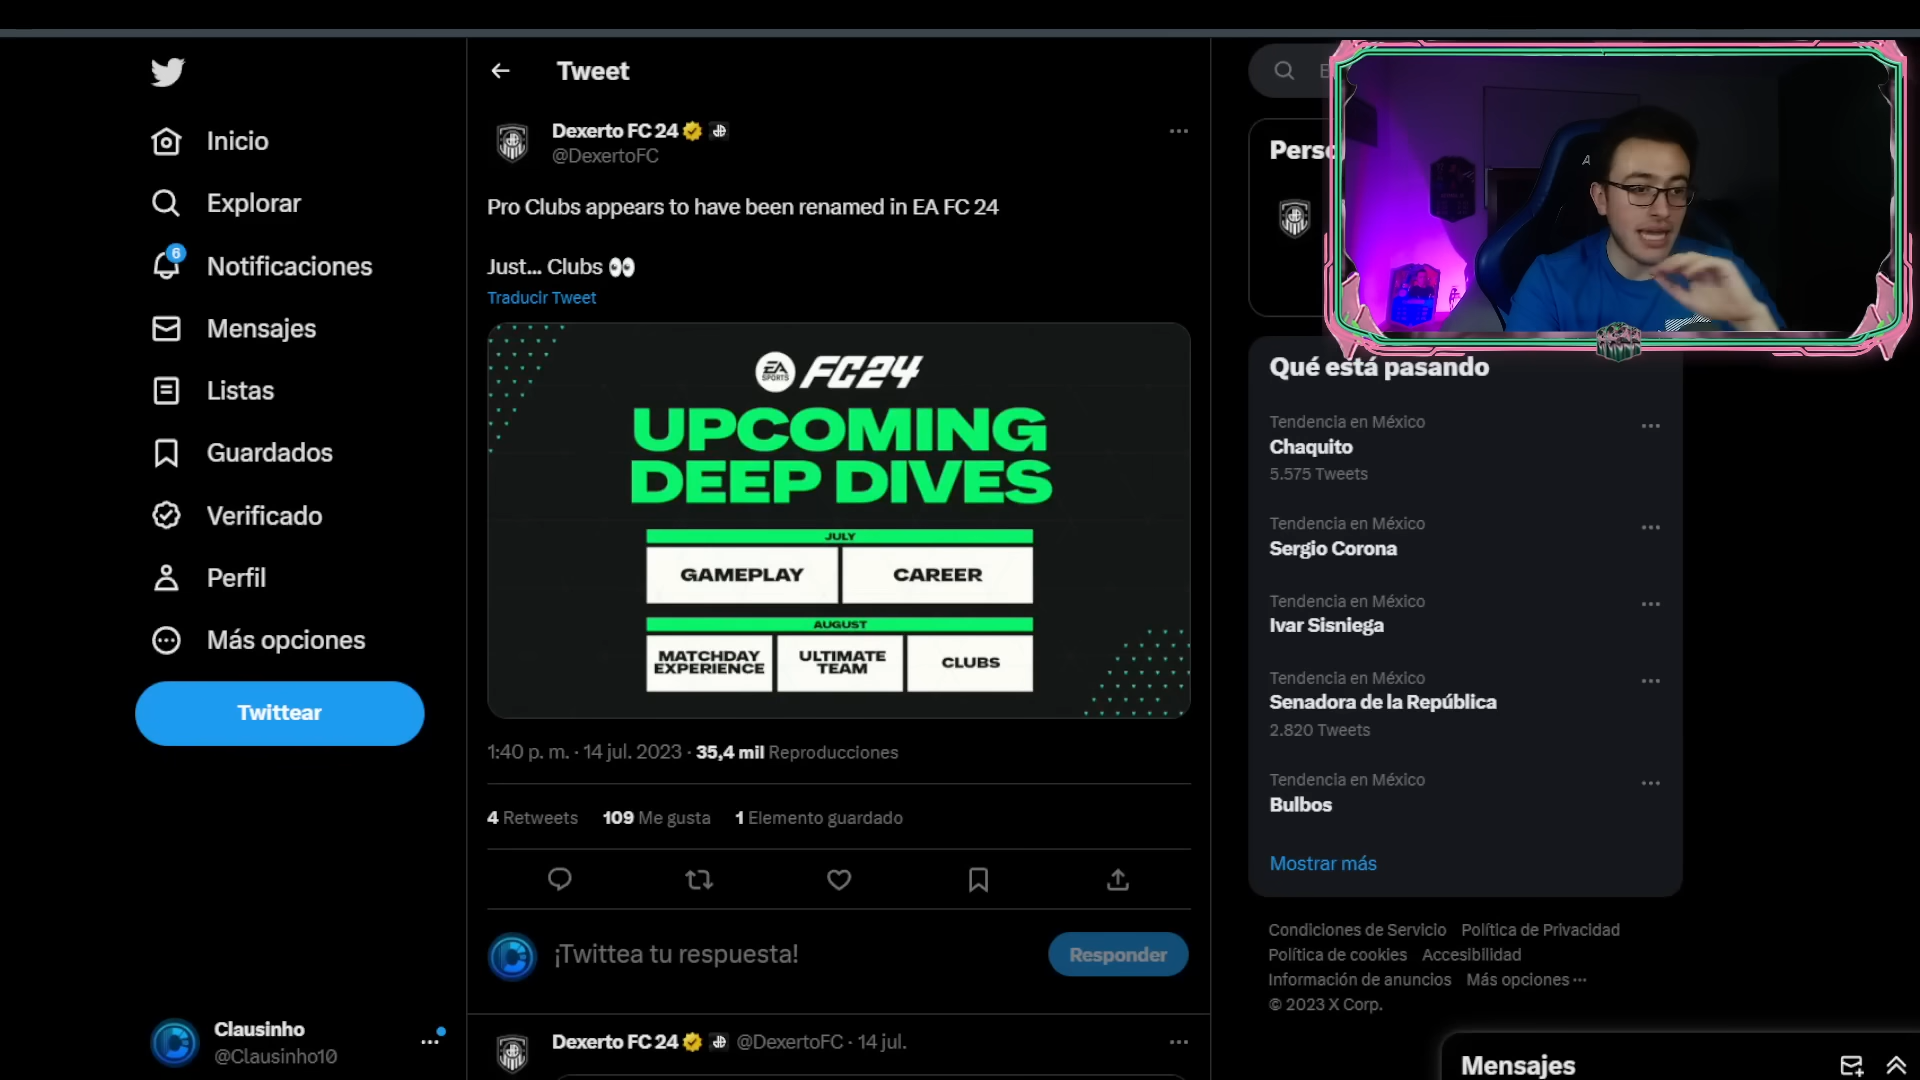 Inicio
Explorar
6
Notificaciones
Mensajes
Listas
Guardados
Verificado
Perfil
Más opciones
Twittear
Clausinho
@Clausinho10
Tweet
Dexerto FC 24
@DexertoFC
Pro Clubs appears to have been renamed in EA FC 24
Just... Clubs 👀
Traducir Tweet
EA SPORTS FC24
UPCOMING
DEEP DIVES
JULY
GAMEPLAY CAREER
AUGUST
MATCHDAY EXPERIENCE ULTIMATE TEAM CLUBS
1:40 p. m. · 14 jul. 2023 · 35,4 mil Reproducciones
4 Retweets 109 Me gusta 1 Elemento guardado
¡Twittea tu respuesta!
Responder
Dexerto FC 24 @DexertoFC · 14 jul.
Qué está pasando
Tendencia en México
Chaquito
5.575 Tweets
Tendencia en México
Sergio Corona
Tendencia en México
Ivar Sisniega
Tendencia en México
Senadora de la República
2.820 Tweets
Tendencia en México
Bulbos
Mostrar más
Condiciones de Servicio Política de Privacidad
Política de cookies Accesibilidad
Información de anuncios Más opciones ···
© 2023 X Corp.
Mensajes